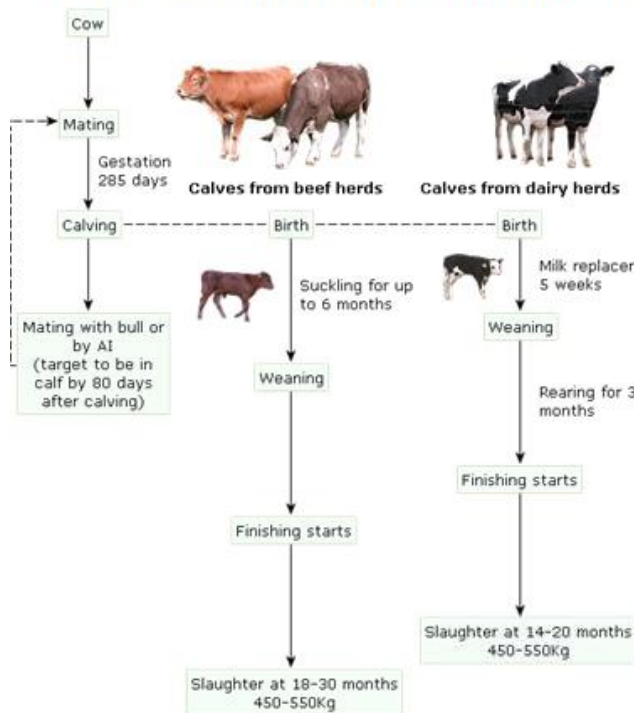 Cow
Mating
Gestation
285 days
Calves from beef herds
Calves from dairy herds
Calving
Birth
Birth
Suckling for up
to 6 months
Milk replacer
5 weeks
Mating with bull or
by AI
(target to be in
calf by 80 days
after calving)
Weaning
Weaning
Rearing for 3
months
Finishing starts
Finishing starts
Slaughter at 14-20 months
450-550Kg
Slaughter at 18-30 months
450-550Kg